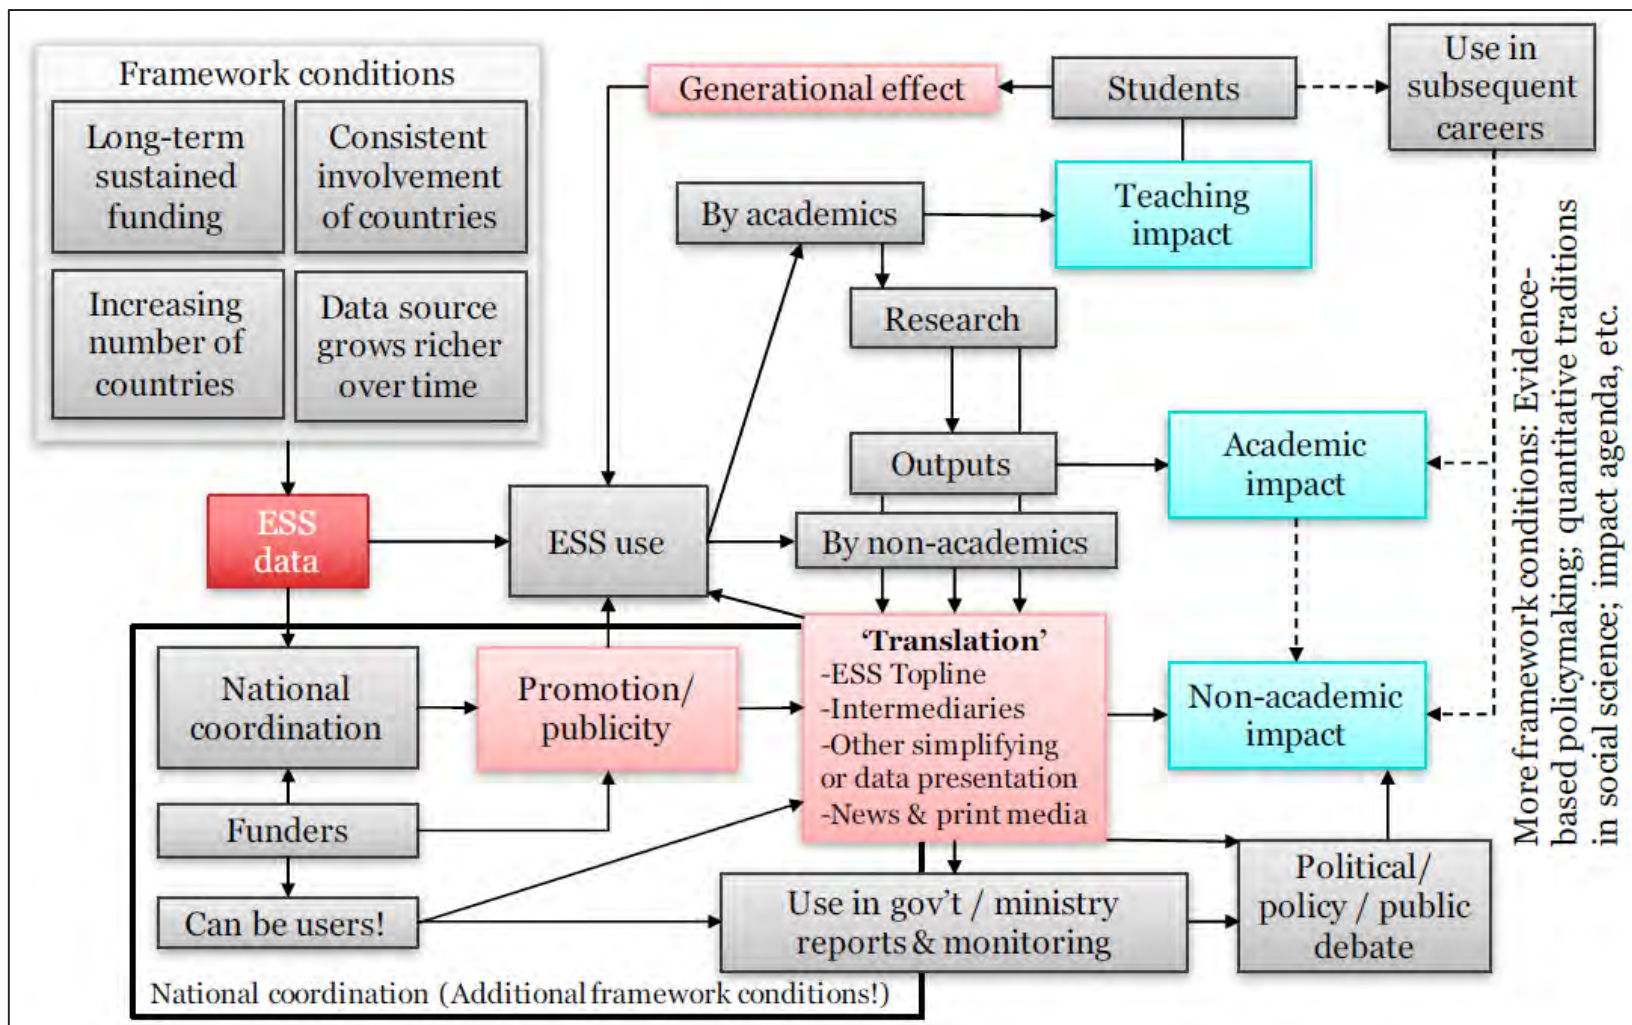 Framework conditions
Long-term
sustained
funding
Consistent
involvement
of countries
Increasing
number of
countries
Data source
grows richer
over time
Generational effect
Students
Use in
subsequent
careers
By academics
Teaching
impact
Research
Outputs
Academic
impact
ESS
data
ESS use
By non-academics
National
coordination
Promotion/
publicity
‘Translation’
-ESS Topline
-Intermediaries
-Other simplifying
or data presentation
-News & print media
Non-academic
impact
Funders
Can be users!
Use in gov’t / ministry
reports & monitoring
Political/
policy / public
debate
National coordination (Additional framework conditions!)
More framework conditions: Evidence-
based policymaking; quantitative traditions
in social science; impact agenda, etc.